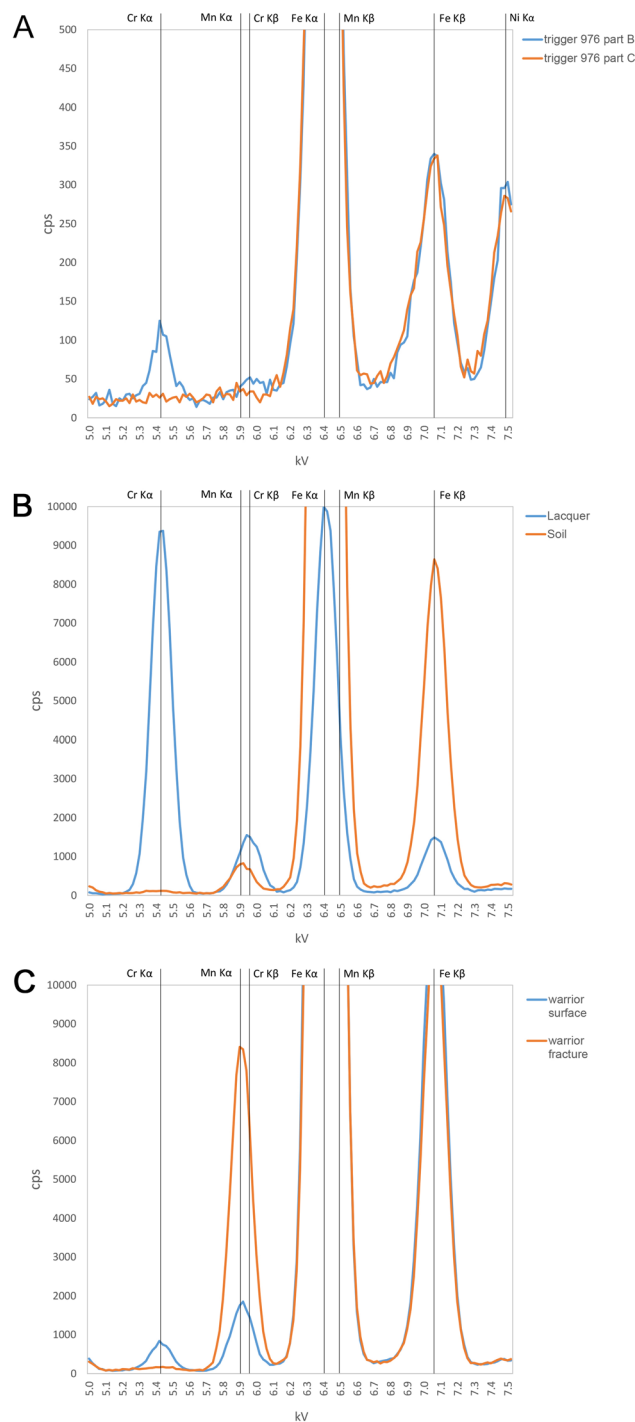 A
Cr Kα Mn Kα Cr Kβ Fe Kα Mn Kβ Fe Kβ Ni Kα
500
450
400
350
300
250
200
150
100
50
0
cps
5.0 5.1 5.2 5.3 5.4 5.5 5.6 5.7 5.8 5.9 6.0 6.1 6.2 6.3 6.4 6.5 6.6 6.7 6.8 6.9 7.0 7.1 7.2 7.3 7.4 7.5
kV
trigger 976 part B
trigger 976 part C
B
Cr Kα Mn Kα Cr Kβ Fe Kα Mn Kβ Fe Kβ
10000
9000
8000
7000
6000
5000
4000
3000
2000
1000
0
cps
5.0 5.1 5.2 5.3 5.4 5.5 5.6 5.7 5.8 5.9 6.0 6.1 6.2 6.3 6.4 6.5 6.6 6.7 6.8 6.9 7.0 7.1 7.2 7.3 7.4 7.5
kV
Lacquer
Soil
C
Cr Kα Mn Kα Cr Kβ Fe Kα Mn Kβ Fe Kβ
10000
9000
8000
7000
6000
5000
4000
3000
2000
1000
0
cps
5.0 5.1 5.2 5.3 5.4 5.5 5.6 5.7 5.8 5.9 6.0 6.1 6.2 6.3 6.4 6.5 6.6 6.7 6.8 6.9 7.0 7.1 7.2 7.3 7.4 7.5
kV
warrior
surface
warrior
fracture